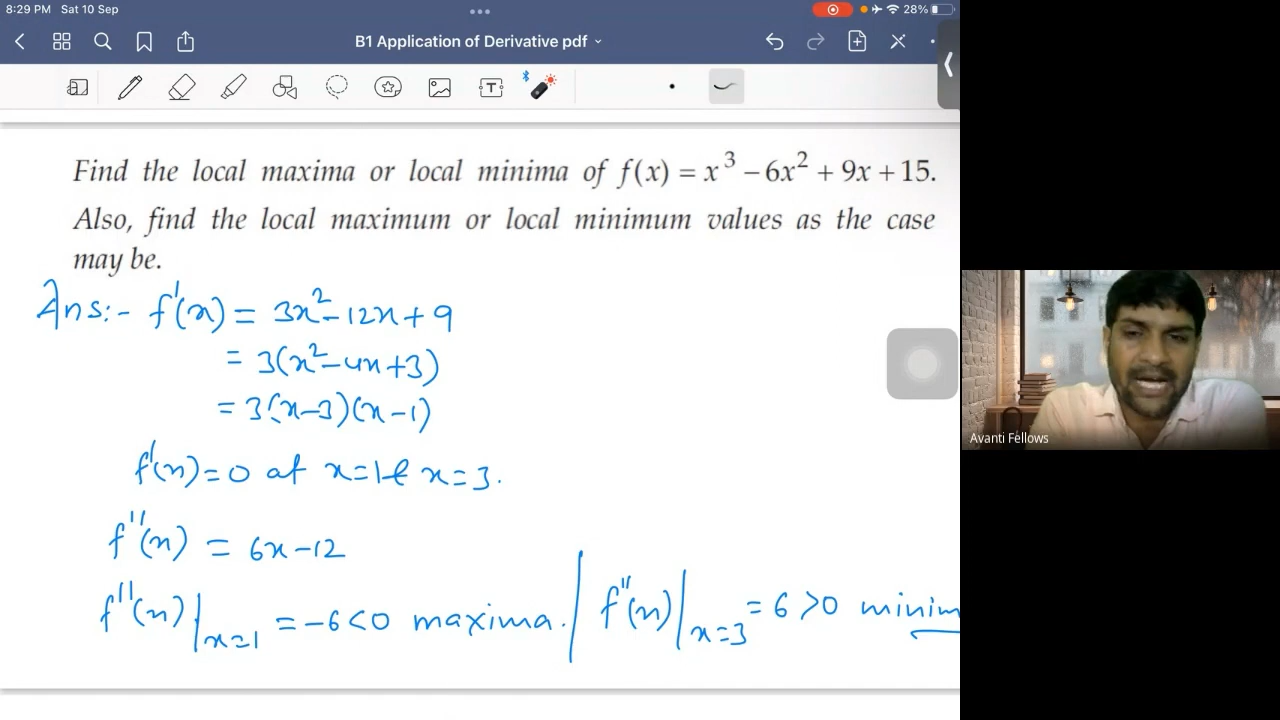 8:29 PM Sat 10 Sep
28%
B1 Application of Derivative pdf
T
Find the local maxima or local minima of f(x) = x³ − 6x² + 9x + 15.
Also, find the local maximum or local minimum values as the case
may be.
Ans:- f'(x) = 3x² - 12x + 9
= 3(x² - 4x + 3)
= 3(x-3)(x-1)
f'(x) = 0 at x=1 & x=3.
f''(x) = 6x - 12
f''(x)|x=1 = -6<0 maxima. | f''(x)|x=3 = 6>0 minim
Avanti Fellows